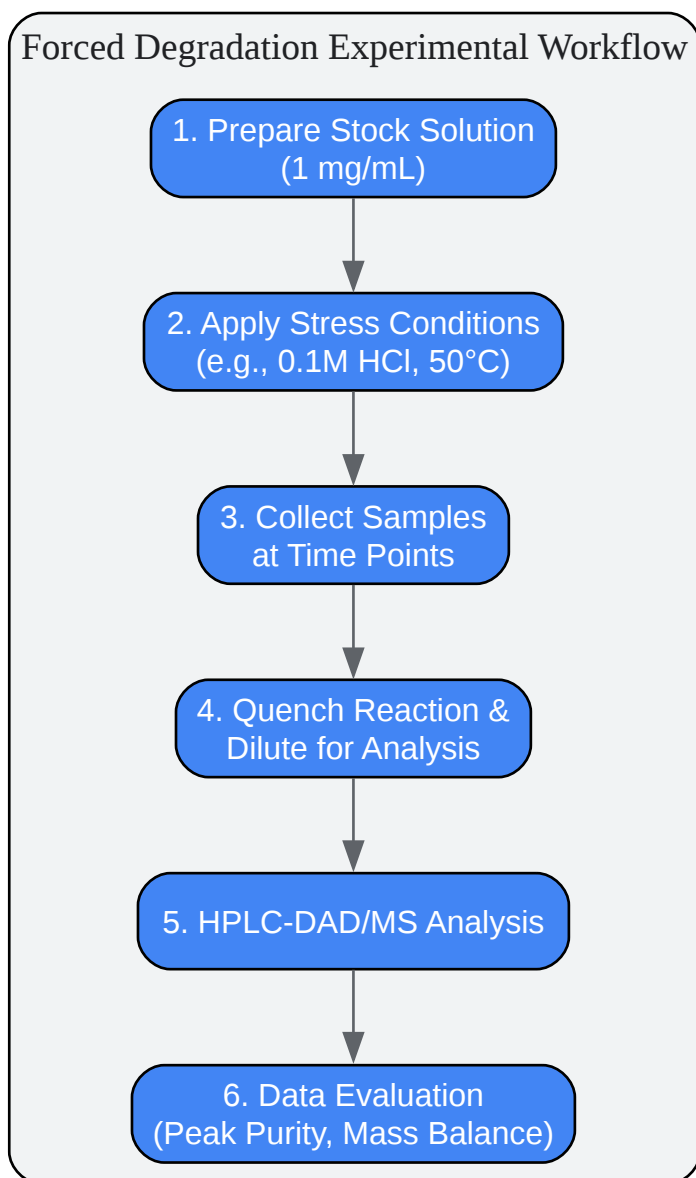 Forced Degradation Experimental Workflow
1. Prepare Stock Solution
(1 mg/mL)
2. Apply Stress Conditions
(e.g., 0.1M HCl, 50°C)
3. Collect Samples
at Time Points
4. Quench Reaction &
Dilute for Analysis
5. HPLC-DAD/MS Analysis
6. Data Evaluation
(Peak Purity, Mass Balance)